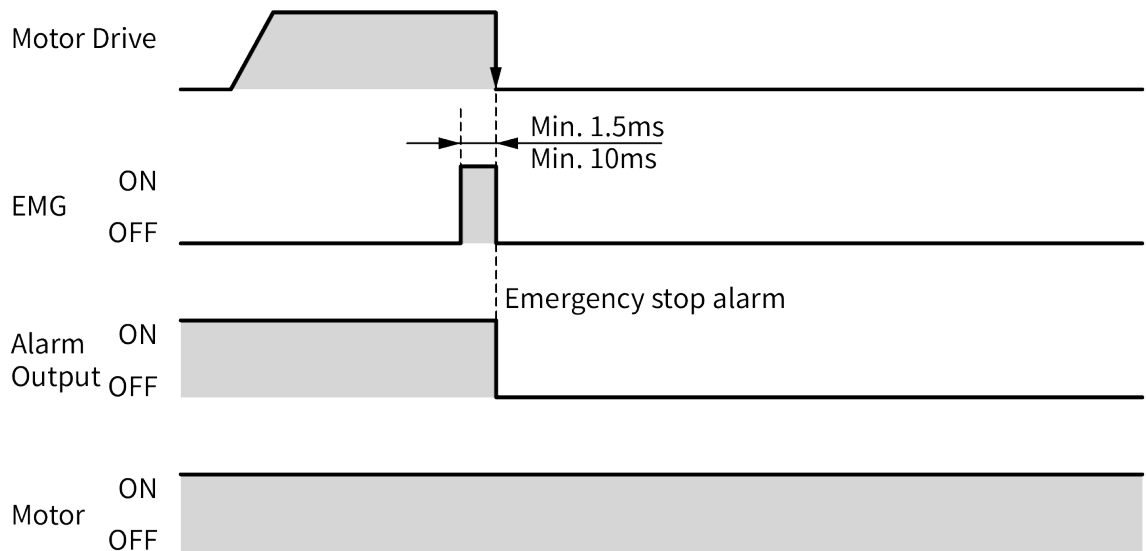 Motor Drive
Min. 1.5ms
Min. 10ms
ON
EMG
OFF
Emergency stop alarm
ON
Alarm
Output
OFF
ON
Motor
OFF